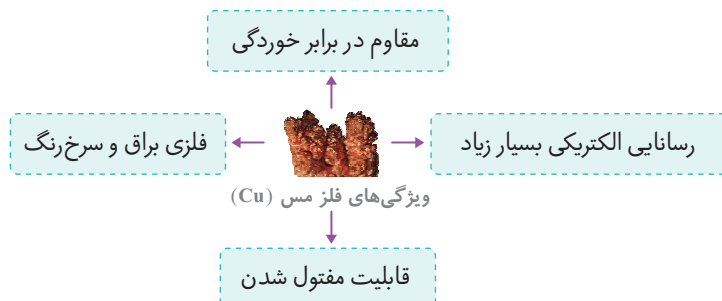 مقاوم در برابر خوردگی
رسانایی الکتریکی بسیار زیاد
فلزی براق و سرخ‌رنگ
ویژگی‌های فلز مس (Cu)
قابلیت مفتول شدن